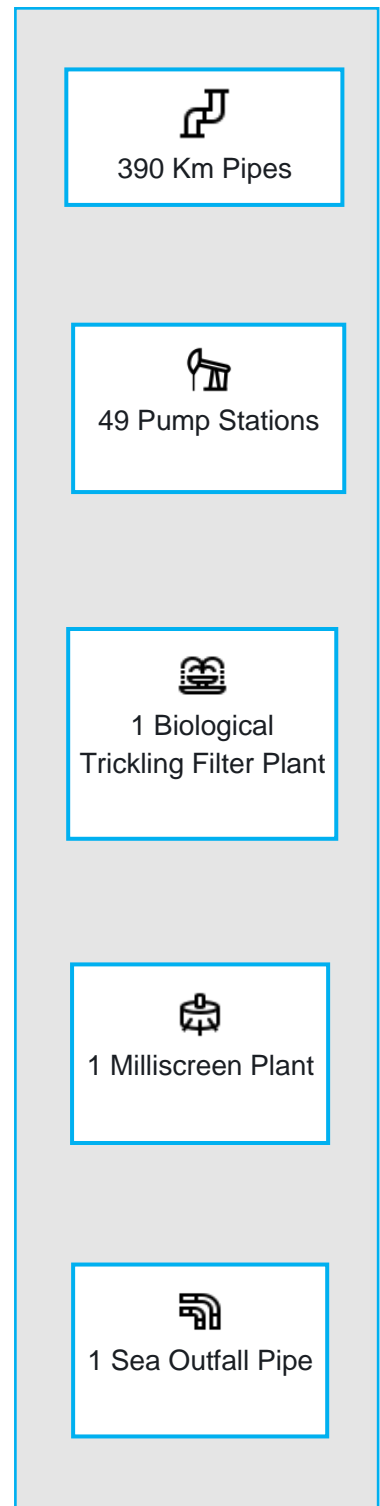 390 Km Pipes
49 Pump Stations
1 Biological
Trickling Filter Plant
1 Milliscreen Plant
1 Sea Outfall Pipe